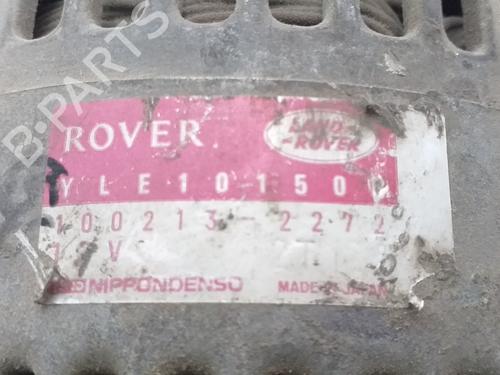 B-PARTS
ROVER
LAND-
-ROVER
YLE10150
100213-2272
V
NIPPONDENSO
MADE IN JAPAN